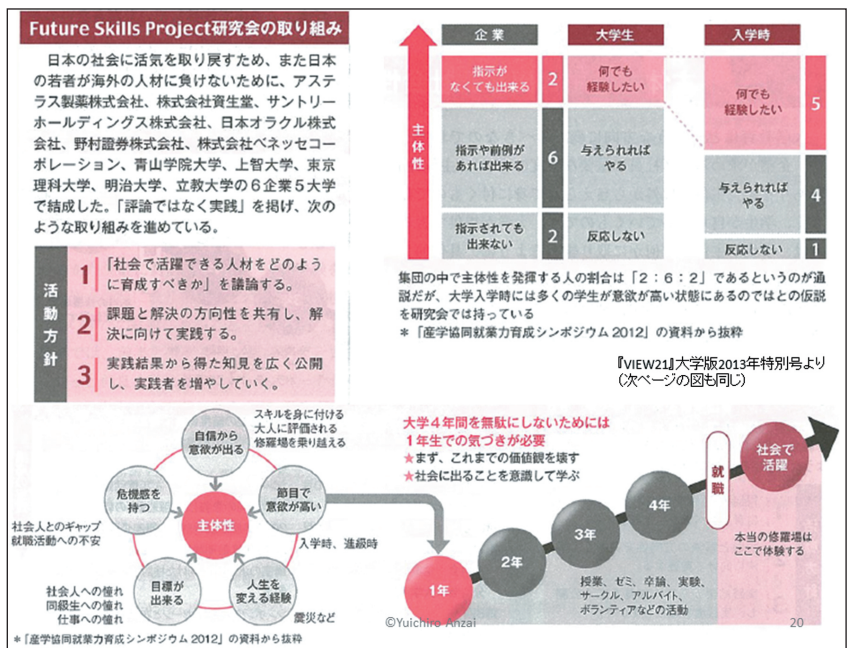 Future Skills Project研究会の取り組み
日本の社会に活気を取り戻すため、また日本
の若者が海外の人材に負けないために、アステ
ラス製薬株式会社、株式会社資生堂、サントリー
ホールディングス株式会社、日本オラクル株式
会社、野村證券株式会社、株式会社ベネッセコー
ポレーション、青山学院大学、上智大学、東京
理科大学、明治大学、立教大学の6企業5大学
で結成した。「評論ではなく実践」を掲げ、次の
ような取り組みを進めている。
活動方針
1 「社会で活躍できる人材をどのよう
に育成すべきか」を議論する。
2 課題と解決の方向性を共有し、解
決に向けて実践する。
3 実践結果から得た知見を広く公開
し、実践者を増やしていく。
主体性
企業
大学生
入学時
指示が
なくても出来る
2
何でも
経験したい
何でも
経験したい
5
指示や前例が
あれば出来る
6
与えられれば
やる
与えられれば
やる
4
指示されても
出来ない
2
反応しない
反応しない
1
集団の中で主体性を発揮する人の割合は「2:6:2」であるというのが通
説だが、大学入学時には多くの学生が意欲が高い状態にあるのではとの仮説
を研究会では持っている
*「産学協同就業力育成シンポジウム2012」の資料から抜粋
『VIEW21』大学版2013年特別号より
(次ページの図も同じ)
スキルを身に付ける
大人に評価される
修羅場を乗り越える
自信から
意欲が出る
危機感を
持つ
節目で
意欲が高い
主体性
社会人とのギャップ
就職活動への不安
入学時、進級時
目標が
出来る
人生を
変える経験
社会人への憧れ
同級生への憧れ
仕事への憧れ
震災など
*「産学協同就業力育成シンポジウム2012」の資料から抜粋
大学4年間を無駄にしないためには
1年生での気づきが必要
★まず、これまでの価値観を壊す
★社会に出ることを意識して学ぶ
1年
2年
3年
4年
就職
社会で
活躍
本当の修羅場は
ここで体験する
授業、ゼミ、卒論、実験、
サークル、アルバイト、
ボランティアなどの活動
©Yuichiro Anzai
20